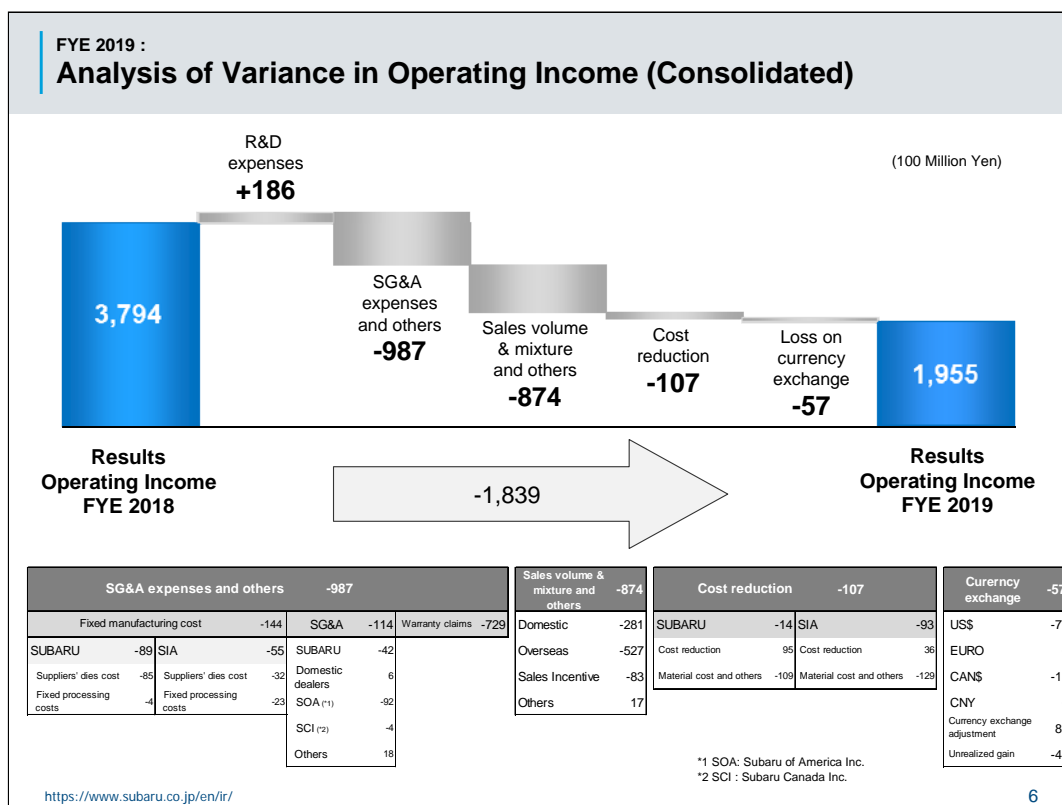 FYE 2019 :
Analysis of Variance in Operating Income (Consolidated)
(100 Million Yen)
R&D
expenses
+186
3,794
SG&A
expenses
and others
-987
Sales volume
& mixture
and others
-874
Cost
reduction
-107
Loss on
currency
exchange
-57
1,955
Results
Operating Income
FYE 2018
-1,839
Results
Operating Income
FYE 2019
SG&A expenses and others -987
Fixed manufacturing cost -144 SG&A -114 Warranty claims -729
SUBARU -89 SIA -55 SUBARU -42
Suppliers' dies cost -85 Suppliers' dies cost -32 Domestic dealers 6
Fixed processing costs -4 Fixed processing costs -23 SOA (*1) -92
SCI (*2) -4
Others 18
Sales volume &
mixture and
others
-874
Domestic -281
Overseas -527
Sales Incentive -83
Others 17
Cost reduction -107
SUBARU -14 SIA -93
Cost reduction 95 Cost reduction 36
Material cost and others -109 Material cost and others -129
Curerncy
exchange
US$
EURO
CAN$
CNY
Currency exchange
adjustment
Unrealized gain
*1 SOA: Subaru of America Inc.
*2 SCI : Subaru Canada Inc.
https://www.subaru.co.jp/en/ir/
6